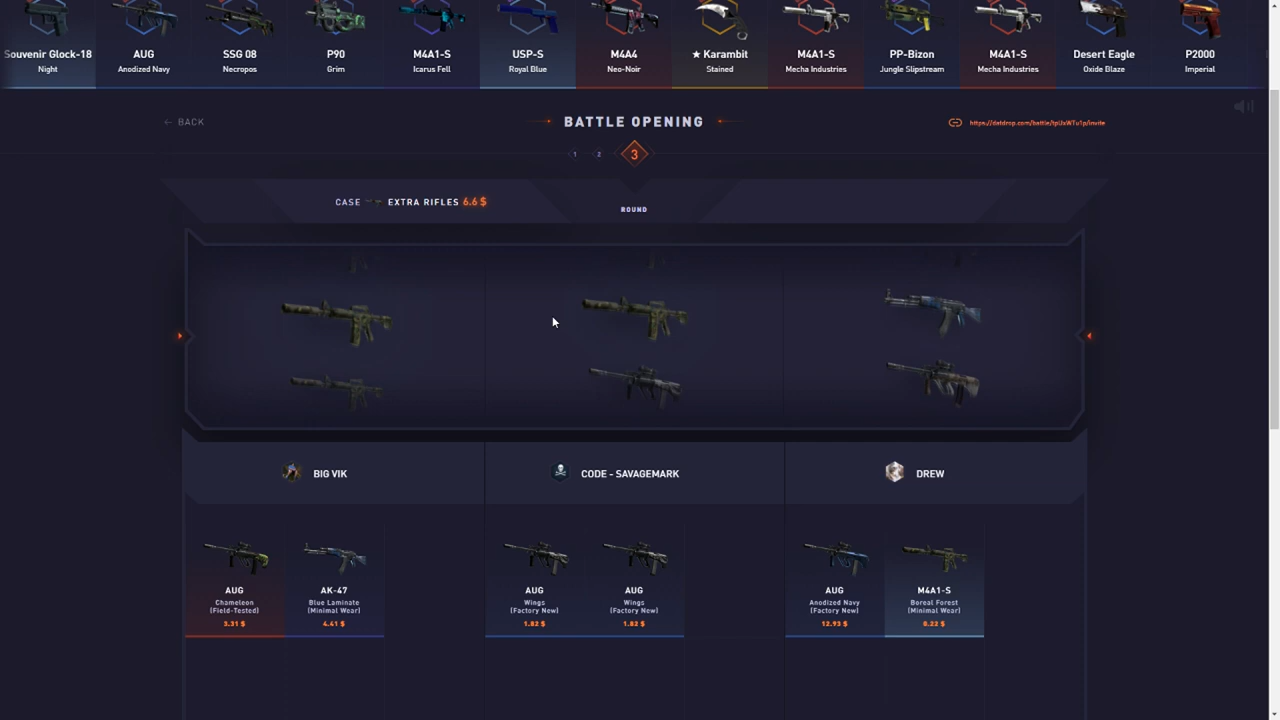 Souvenir Glock-18 AUG SSG 08 P90 M4A1-S USP-S M4A4 ★ Karambit M4A1-S PP-Bizon M4A1-S Desert Eagle P2000
Night Anodized Navy Necropos Grim Icarus Fell Royal Blue Neo-Noir Stained Mecha Industries Jungle Slipstream Mecha Industries Oxide Blaze Imperial
← BACK
BATTLE OPENING
1 2 3
CASE EXTRA RIFLES 6.6 $
ROUND
BIG VIK CODE - SAVAGEMARK DREW
AUG AK-47 AUG AUG AUG M4A1-S
Chameleon Blue Laminate Wings Wings Anodized Navy Boreal Forest
(Field-Tested) (Minimal Wear) (Factory New) (Factory New) (Factory New) (Minimal Wear)
4.41 $ 1.82 $ 1.82 $ 12.93 $